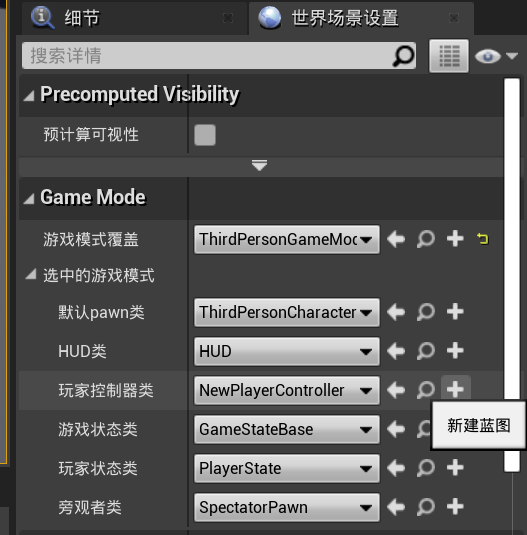 细节
世界场景设置
搜索详情
Precomputed Visibility
预计算可视性
Game Mode
游戏模式覆盖
ThirdPersonGameMoc
选中的游戏模式
默认pawn类
ThirdPersonCharacter
HUD类
HUD
玩家控制器类
NewPlayerController
新建蓝图
游戏状态类
GameStateBase
玩家状态类
PlayerState
旁观者类
SpectatorPawn